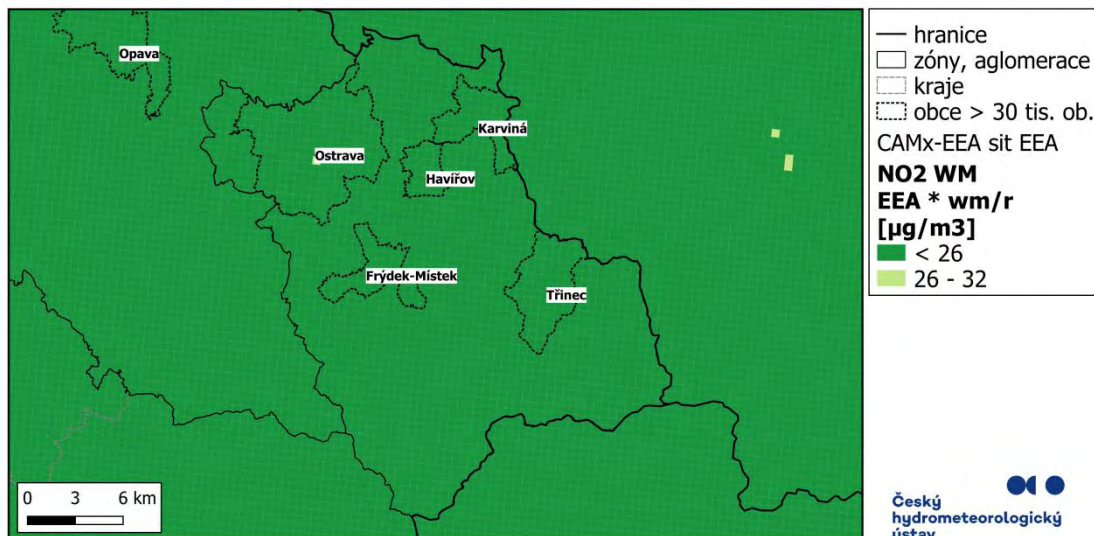 Opava
Ostrava
Karviná
Havířov
Frýdek-Místek
Třinec
0 3 6 km
hranice
zóny, aglomerace
kraje
obce > 30 tis. ob.
CAMx-EEA sit EEA
NO2 WM
EEA * wm/r
[µg/m3]
< 26
26 - 32
Český
hydrometeorologický
ústav